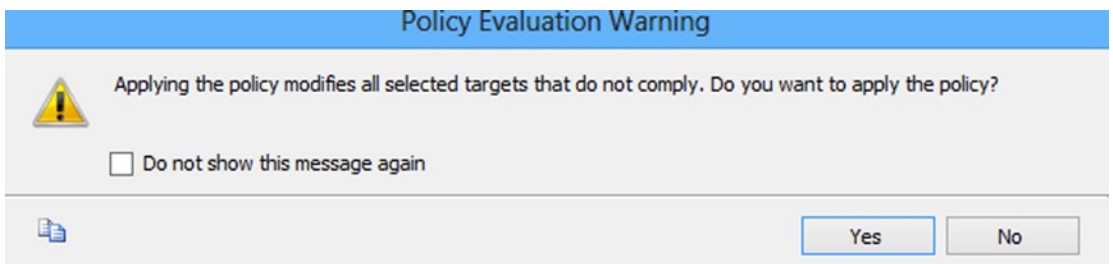 Policy Evaluation Warning
Applying the policy modifies all selected targets that do not comply. Do you want to apply the policy?
Do not show this message again
Yes No